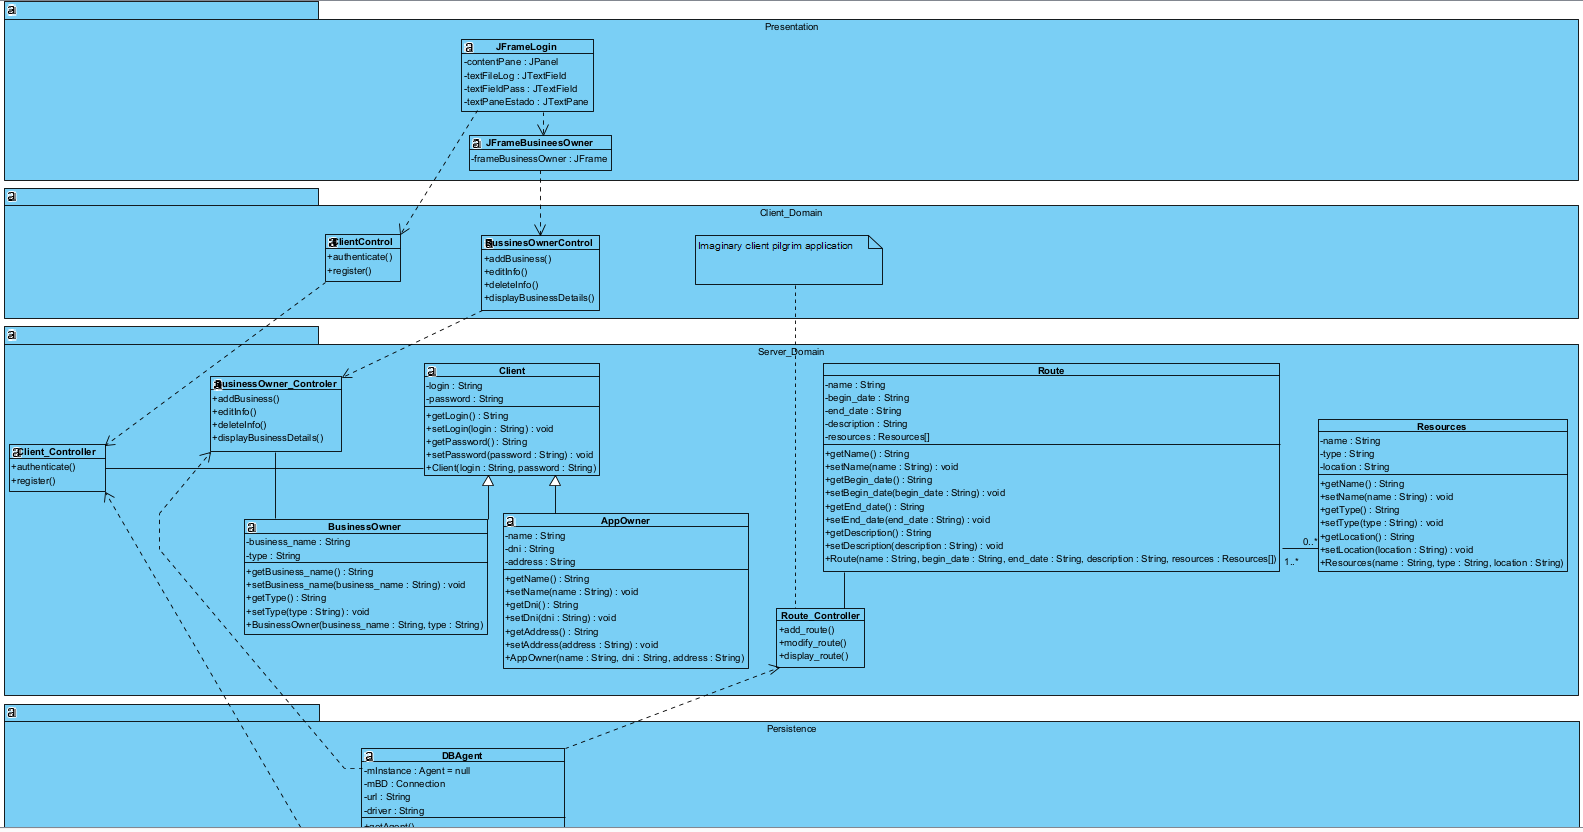 Presentation
JFrameLogin
-contentPane : JPanel
-textFileLog : JTextField
-textFieldPass : JTextField
-textPaneEstado : JTextPane
JFrameBusineesOwner
-frameBusinessOwner : JFrame
Client_Domain
ClientControl
+authenticate()
+register()
BussinesOwnerControl
+addBusiness()
+editInfo()
+deleteInfo()
+displayBusinessDetails()
Imaginary client pilgrim application
Server_Domain
Client_Controller
+authenticate()
+register()
BusinessOwner_Controler
+addBusiness()
+editInfo()
+deleteInfo()
+displayBusinessDetails()
Client
-login : String
-password : String
+getLogin() : String
+setLogin(login : String) : void
+getPassword() : String
+setPassword(password : String) : void
+Client(login : String, password : String)
BusinessOwner
-business_name : String
-type : String
+getBusiness_name() : String
+setBusiness_name(business_name : String) : void
+getType() : String
+setType(type : String) : void
+BusinessOwner(business_name : String, type : String)
AppOwner
-name : String
-dni : String
-address : String
+getName() : String
+setName(name : String) : void
+getDni() : String
+setDni(dni : String) : void
+getAddress() : String
+setAddress(address : String) : void
+AppOwner(name : String, dni : String, address : String)
Route
-name : String
-begin_date : String
-end_date : String
-description : String
-resources : Resources[]
+getName() : String
+setName(name : String) : void
+getBegin_date() : String
+setBegin_date(begin_date : String) : void
+getEnd_date() : String
+setEnd_date(end_date : String) : void
+getDescription() : String
+setDescription(description : String) : void
+Route(name : String, begin_date : String, end_date : String, description : String, resources : Resources[])
0..*
1..*
Resources
-name : String
-type : String
-location : String
+getName() : String
+setName(name : String) : void
+getType() : String
+setType(type : String) : void
+getLocation() : String
+setLocation(location : String) : void
+Resources(name : String, type : String, location : String)
Route_Controller
+add_route()
+modify_route()
+display_route()
Persistence
DBAgent
-mInstance : Agent = null
-mBD : Connection
-url : String
-driver : String
+getAgent()